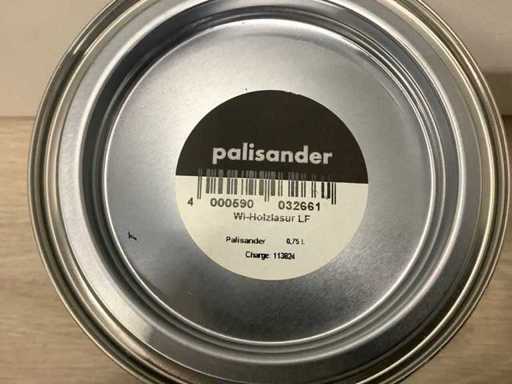 palisander
4 000590 032661
Wi-Holzlasur LF
Palisander 0,75 L
Charge: 113824